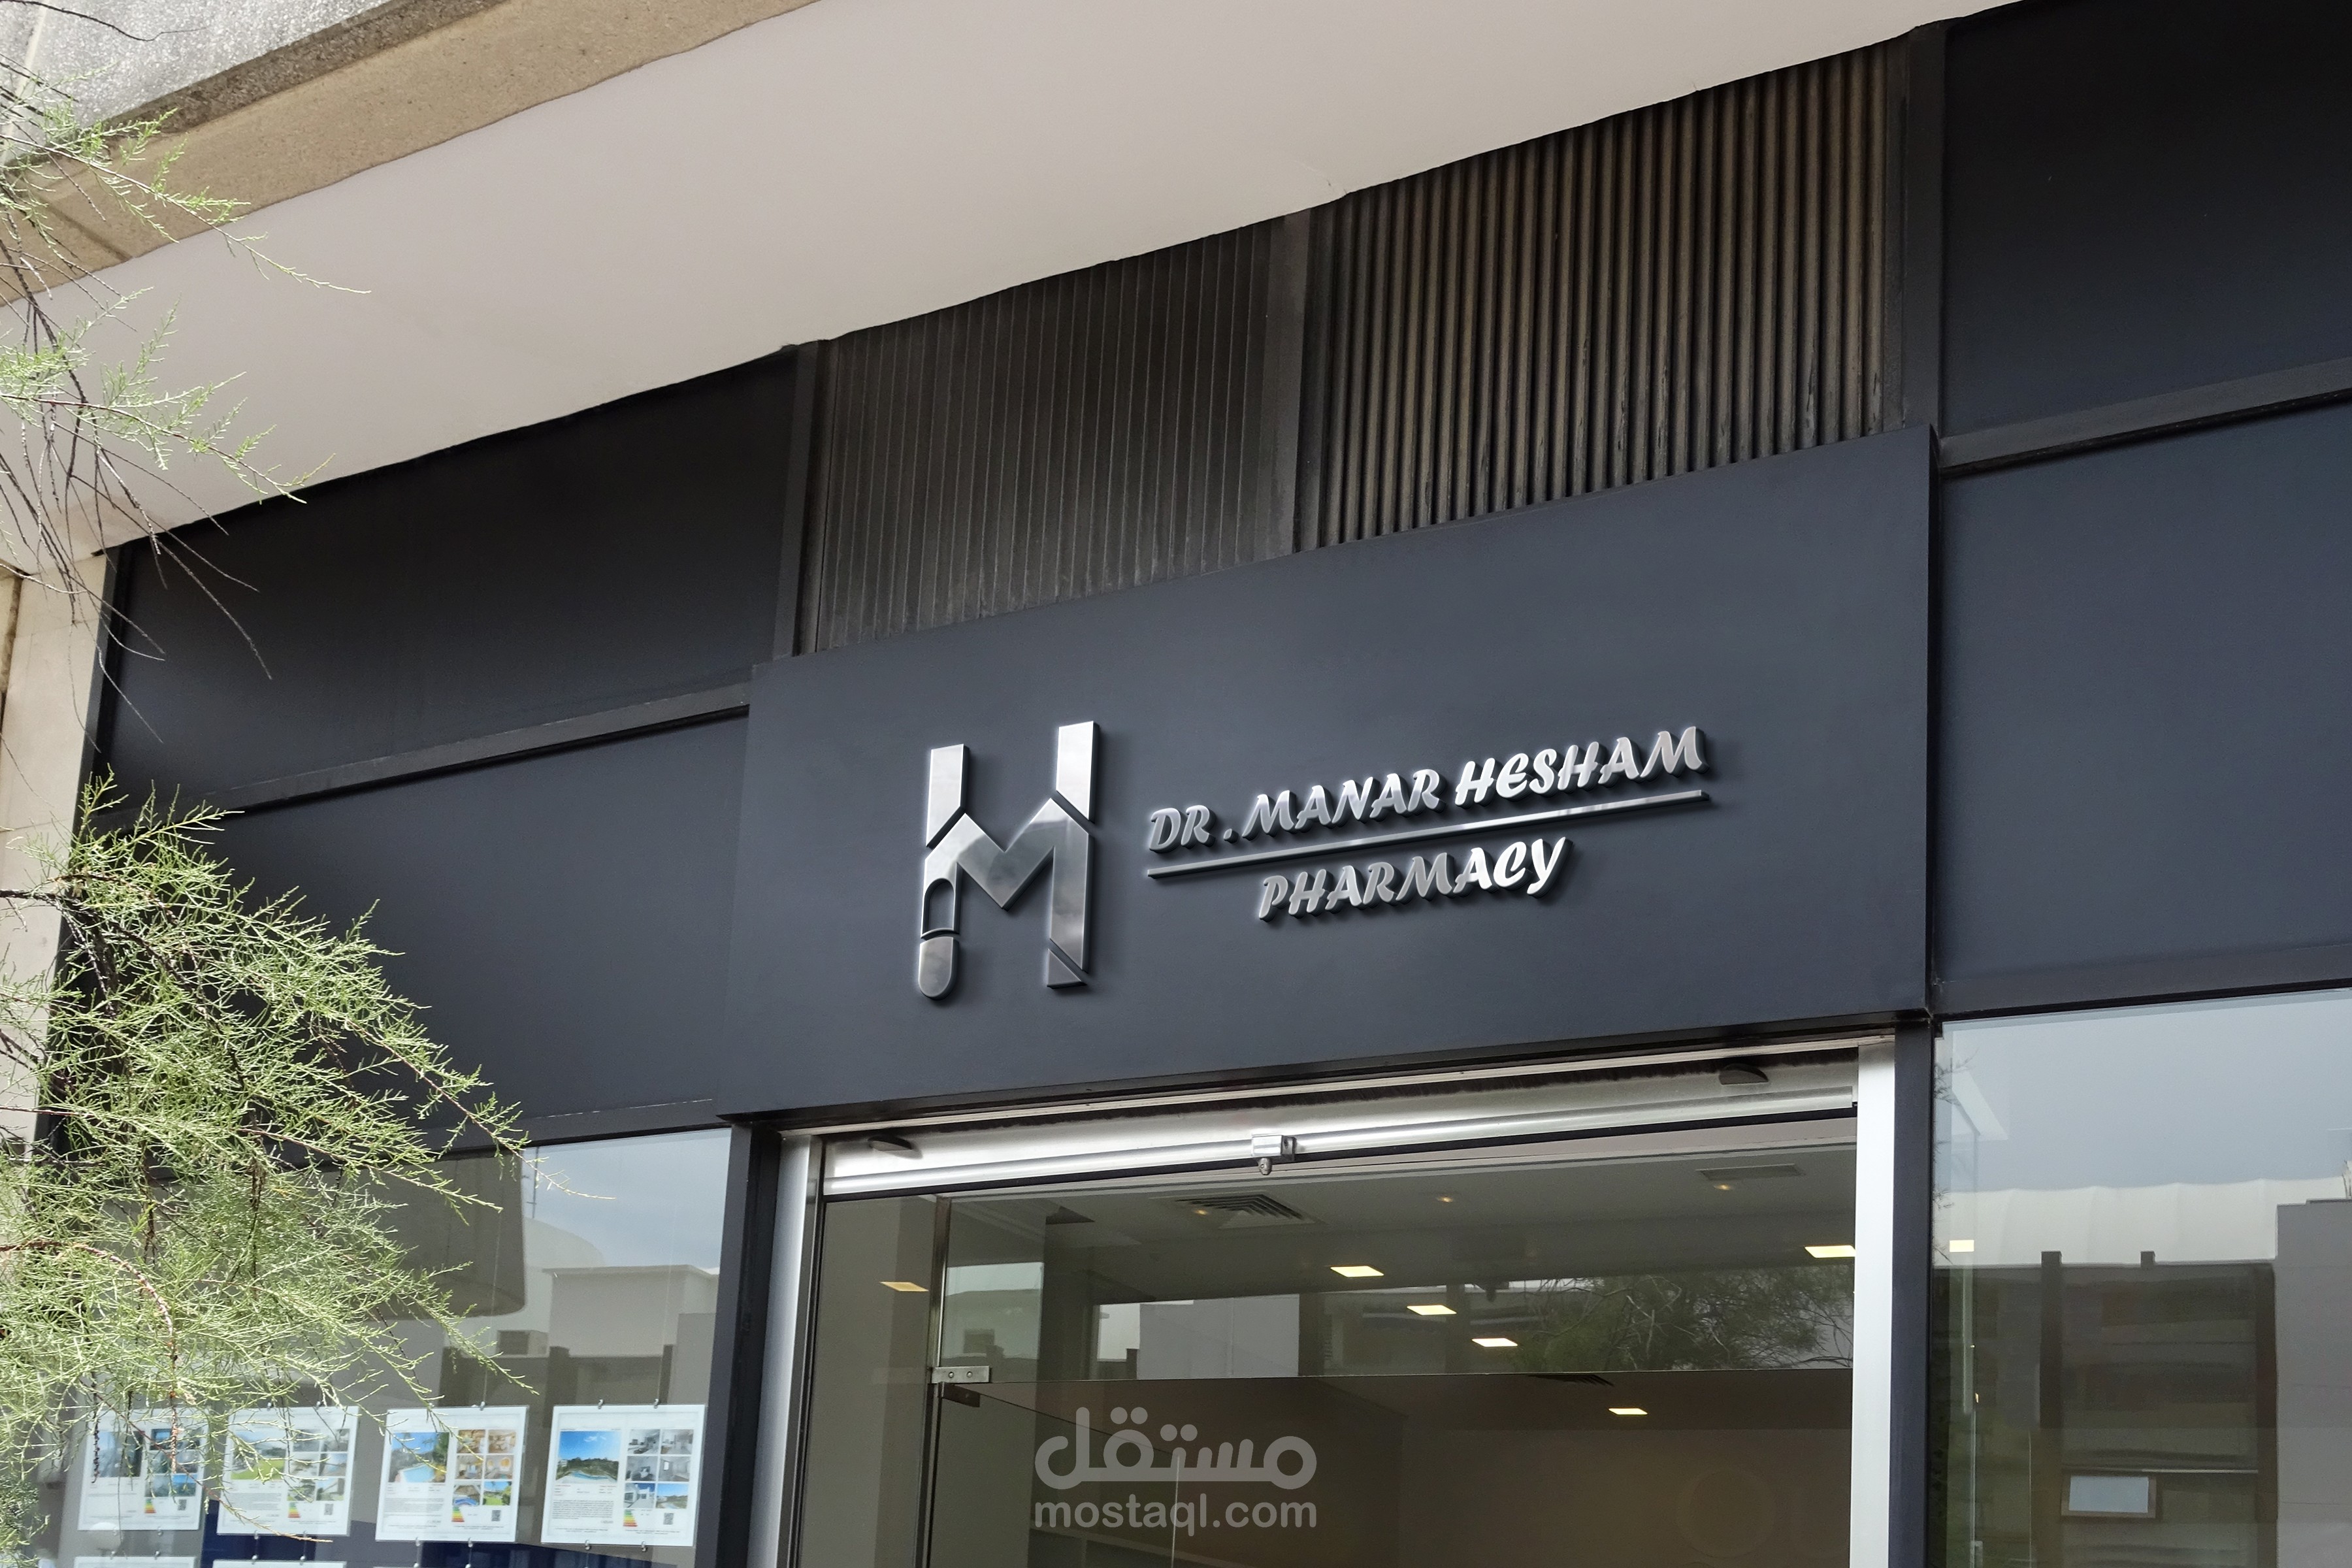 DR . MANAR HESHAM
PHARMACY
مستقل
mostaql.com